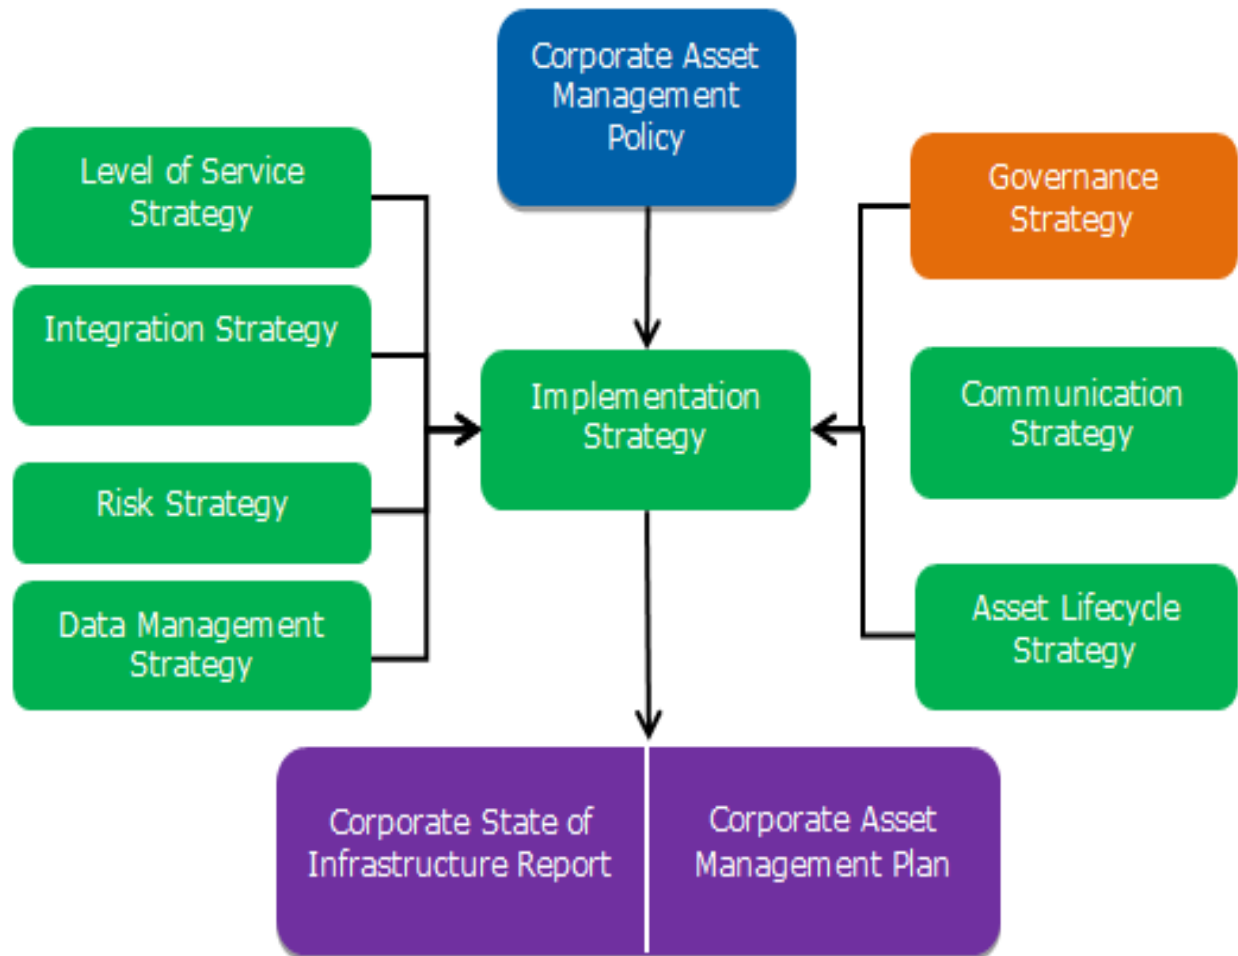 Corporate Asset
Management
Policy
Level of Service
Strategy
Governance
Strategy
Integration Strategy
Implementation
Strategy
Communication
Strategy
Risk Strategy
Data Management
Strategy
Asset Lifecycle
Strategy
Corporate State of
Infrastructure Report
Corporate Asset
Management Plan